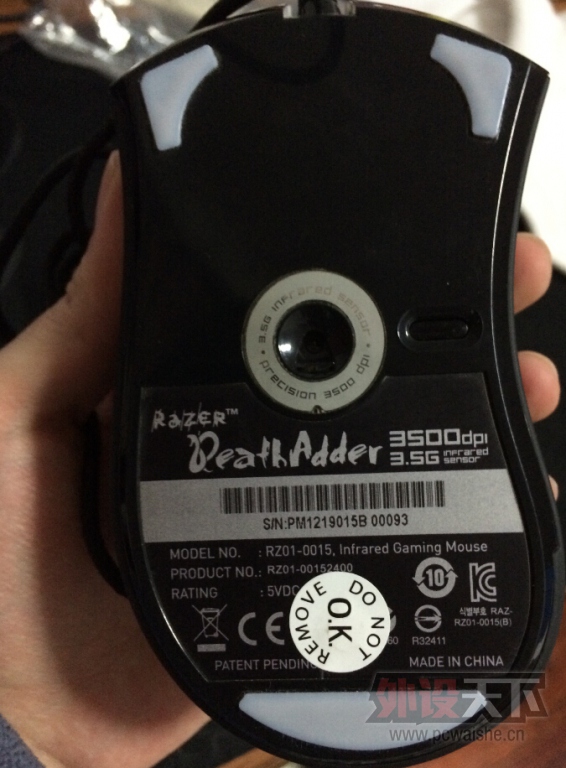 3.5G infrared sensor
precision 3500 dpi
RAZER™
DeathAdder 3500dpi
3.5G infrared sensor
S/N:PM1219015B 00093
MODEL NO. : RZ01-0015, Infrared Gaming Mouse
PRODUCT NO.: RZ01-00152400
RATING : 5VDC
10
식별부호 RAZ-
RZ01-0015(B)
CE
DO NOT REMOVE
O.K.
60
R32411
PATENT PENDING
MADE IN CHINA
外设天下
www.pcwaishe.cn